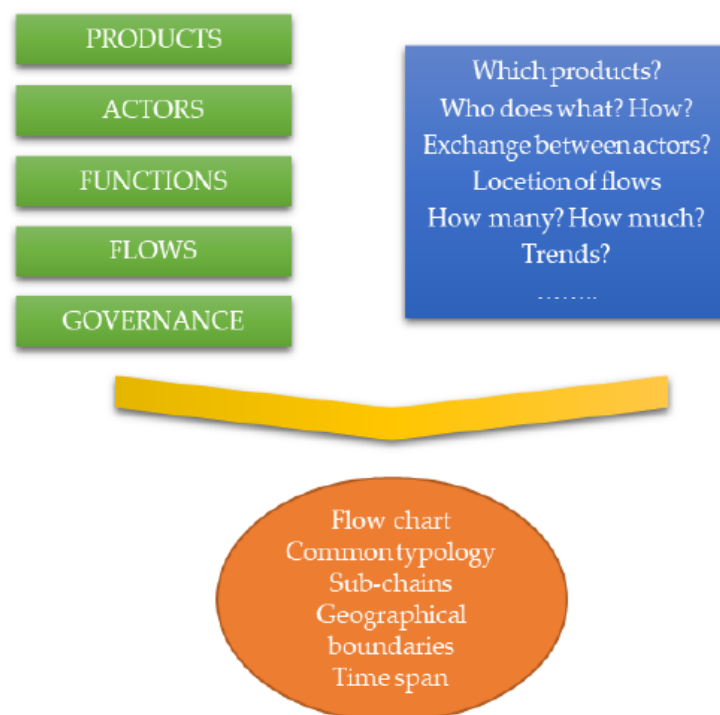 PRODUCTS
ACTORS
FUNCTIONS
FLOWS
GOVERNANCE
Which products?
Who does what? How?
Exchange between actors?
Locetion of flows
How many? How much?
Trends?
........
Flow chart
Common typology
Sub-chains
Geographical
boundaries
Time span